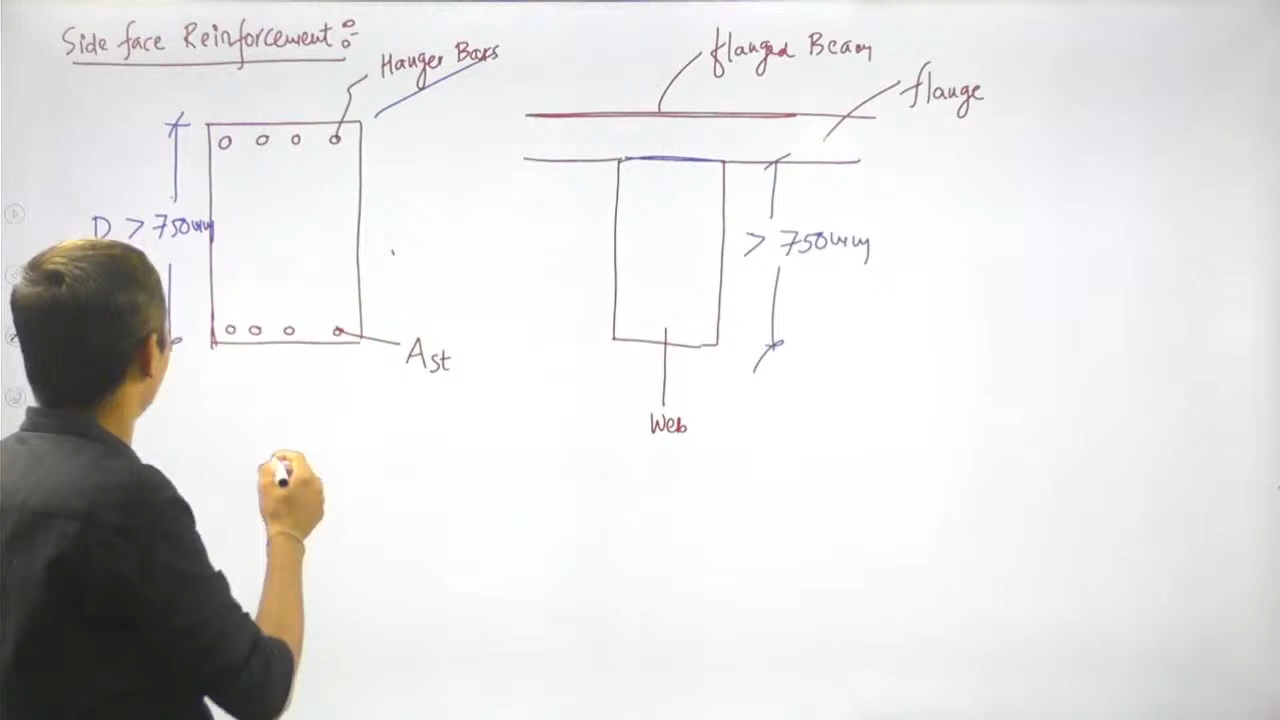 Side face Reinforcement :-
Hanger Bars
D > 750mm
Ast
flanged Beam
flange
> 750mm
Web